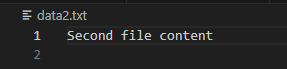 data2.txt
1 Second file content
2